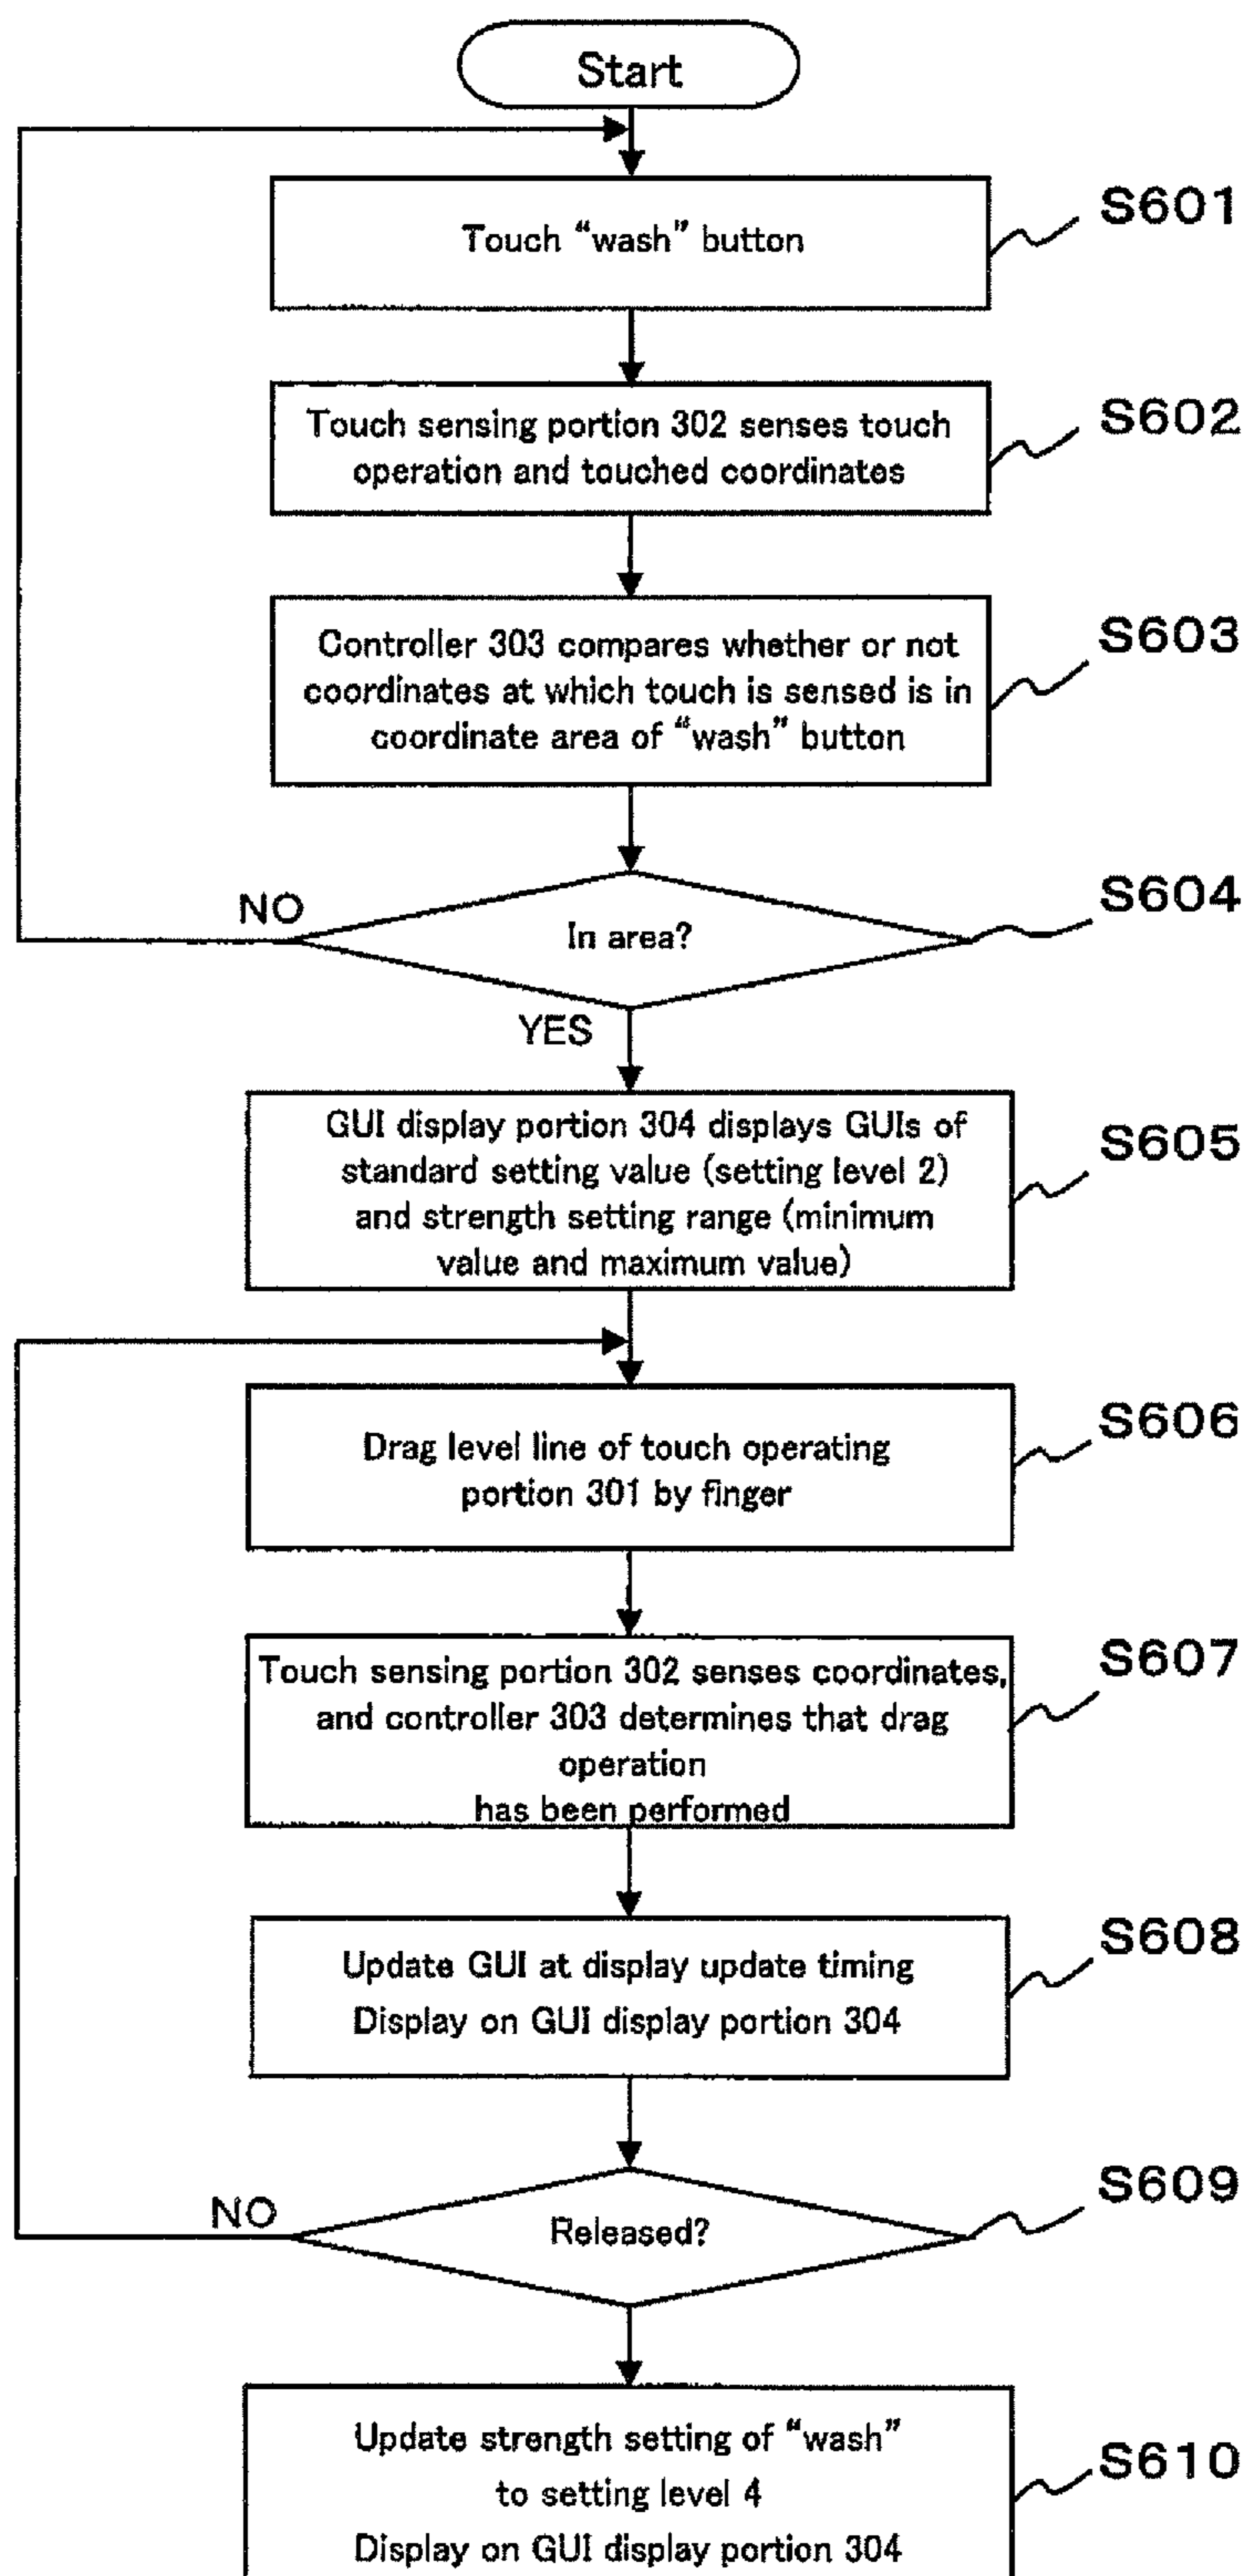 Start
Touch “wash” button
S601
Touch sensing portion 302 senses touch
operation and touched coordinates
S602
Controller 303 compares whether or not
coordinates at which touch is sensed is in
coordinate area of “wash” button
S603
In area?
S604
NO
YES
GUI display portion 304 displays GUIs of
standard setting value (setting level 2)
and strength setting range (minimum
value and maximum value)
S605
Drag level line of touch operating
portion 301 by finger
S606
Touch sensing portion 302 senses coordinates,
and controller 303 determines that drag
operation
has been performed
S607
Update GUI at display update timing
Display on GUI display portion 304
S608
Released?
S609
NO
Update strength setting of “wash”
to setting level 4
Display on GUI display portion 304
S610